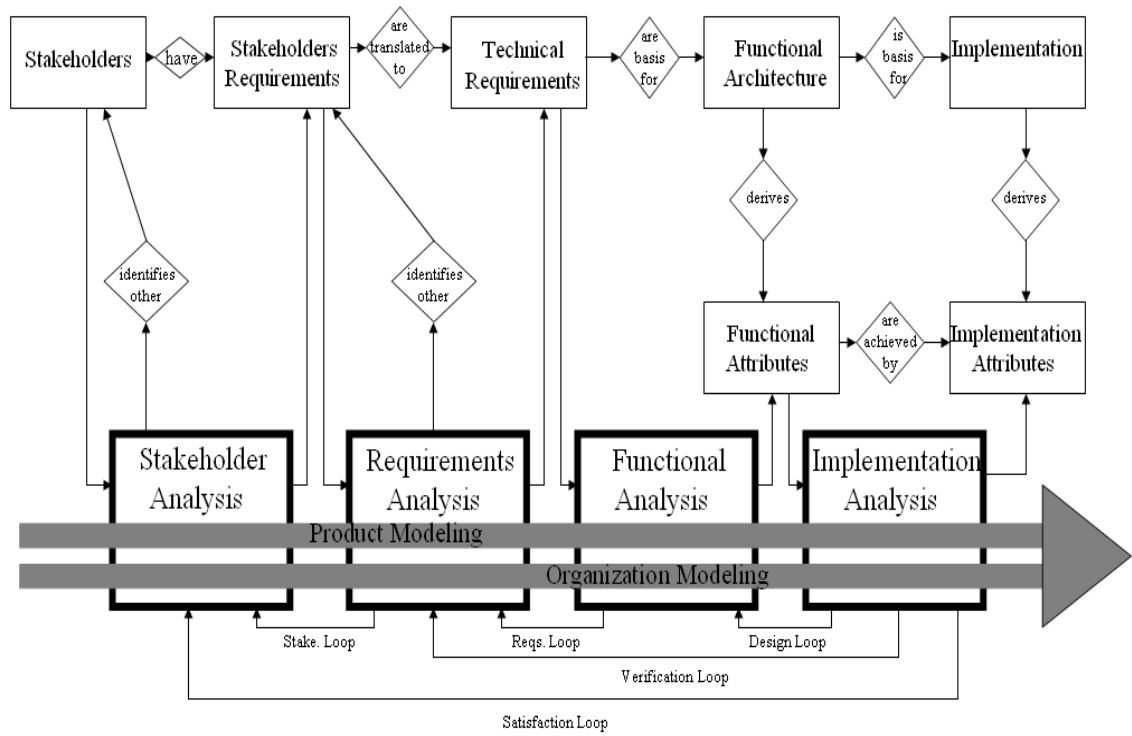 Stakeholders
have
Stakeholders
Requirements
are
translated
to
Technical
Requirements
are
basis
for
Functional
Architecture
is
basis
for
Implementation
derives
derives
identifies
other
identifies
other
Functional
Attributes
are
achieved
by
Implementation
Attributes
Stakeholder
Analysis
Requirements
Analysis
Functional
Analysis
Implementation
Analysis
Product Modeling
Organization Modeling
Stake. Loop
Reqs. Loop
Design Loop
Verification Loop
Satisfaction Loop